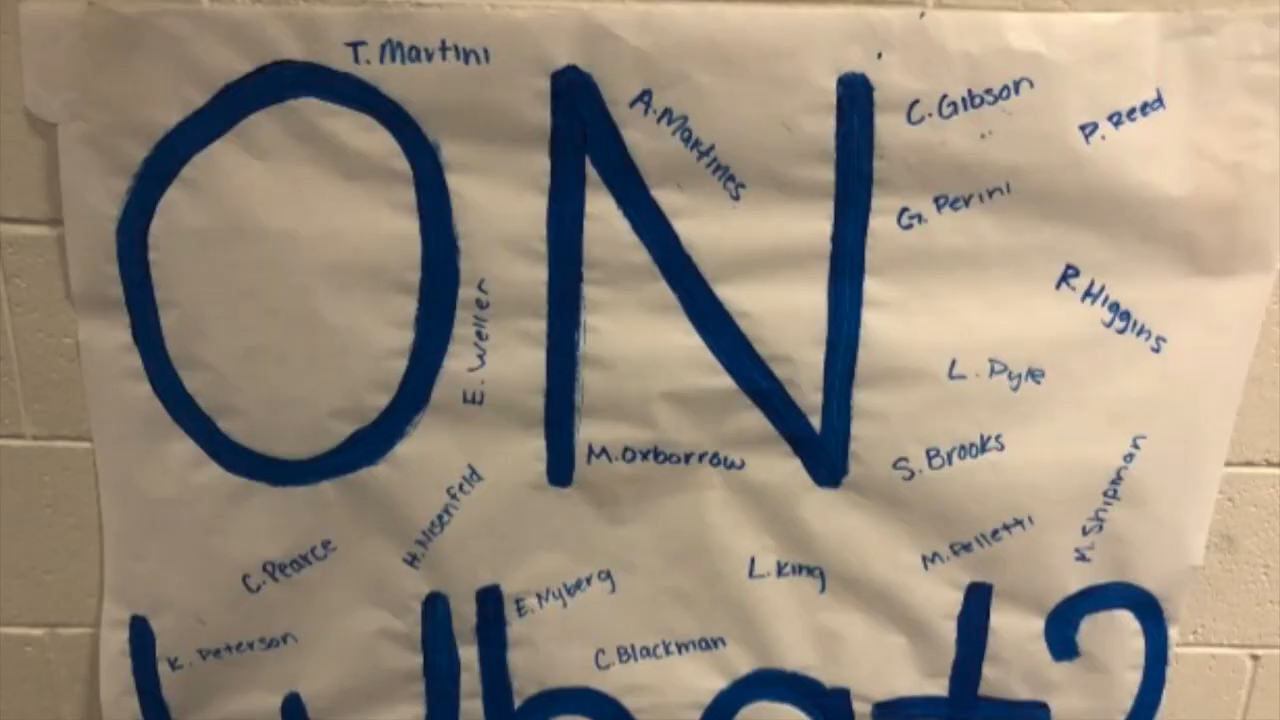 T. Martini
ON
A. Martines
C. Gibson
P. Reed
G. Perini
R. Higgins
E. Weller
L. Pyle
M. Oxborrow
S. Brooks
H. Nisenfeld
M. Shipman
C. Pearce
L. King
M. Pelletti
E. Nyberg
K. Peterson
C. Blackman
What?